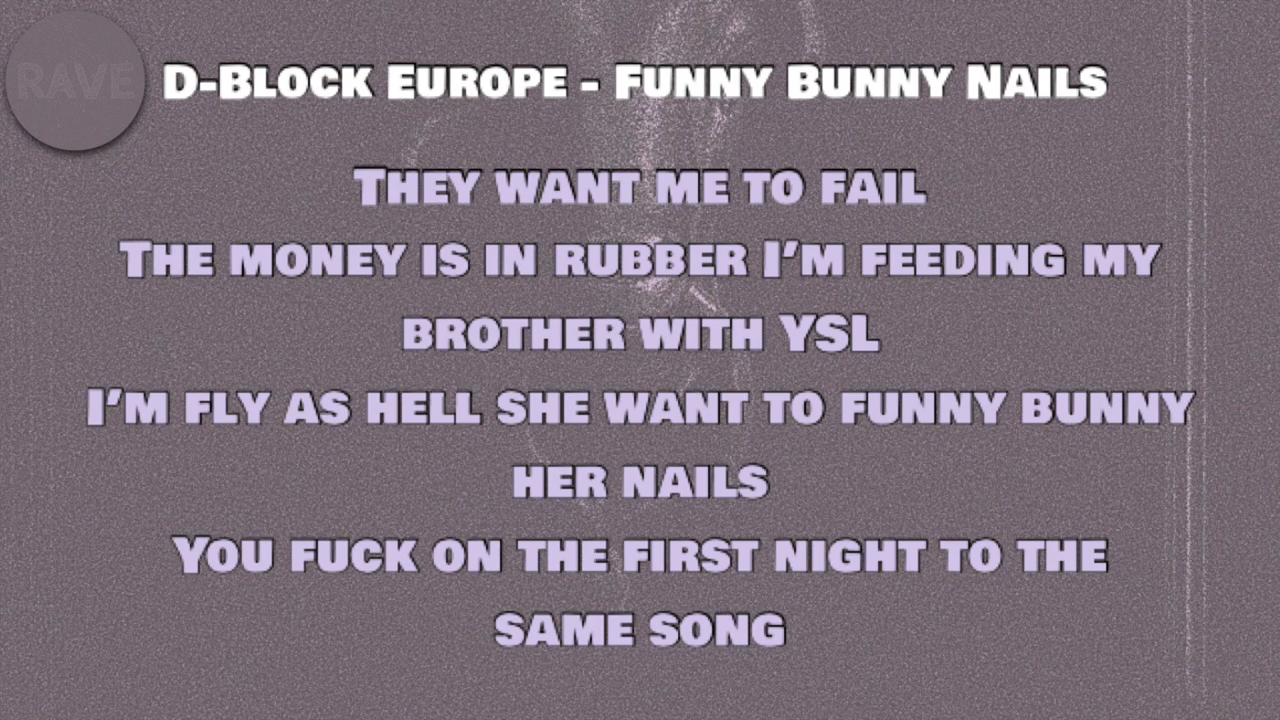 RAVE
D-Block Europe - Funny Bunny Nails
They want me to fail
The money is in rubber I'm feeding my
brother with YSL
I'm fly as hell she want to funny bunny
her nails
You fuck on the first night to the
same song